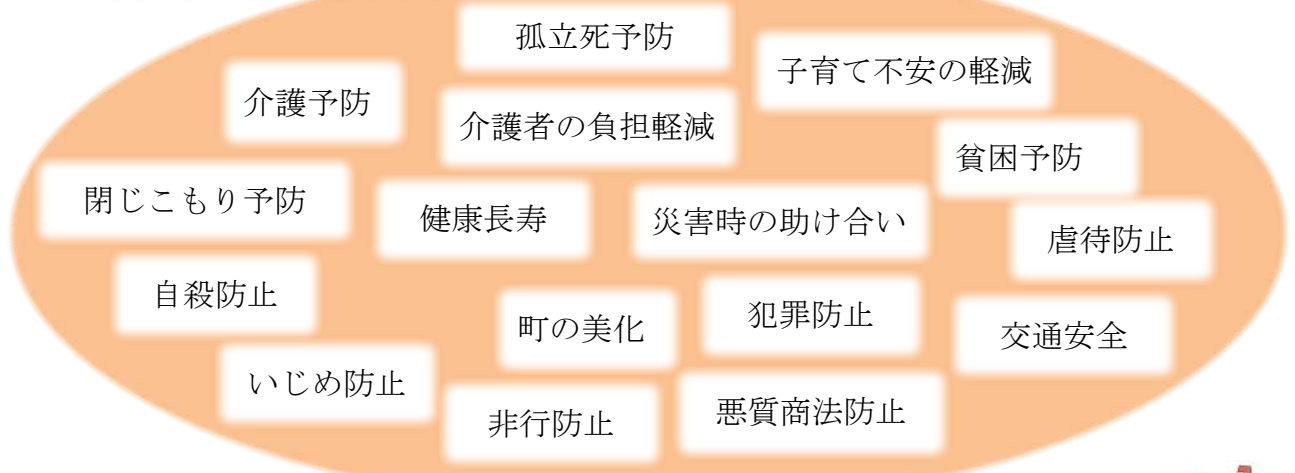 孤立死予防
子育て不安の軽減
介護予防
介護者の負担軽減
貧困予防
閉じこもり予防
健康長寿
災害時の助け合い
虐待防止
自殺防止
町の美化
犯罪防止
交通安全
いじめ防止
非行防止
悪質商法防止